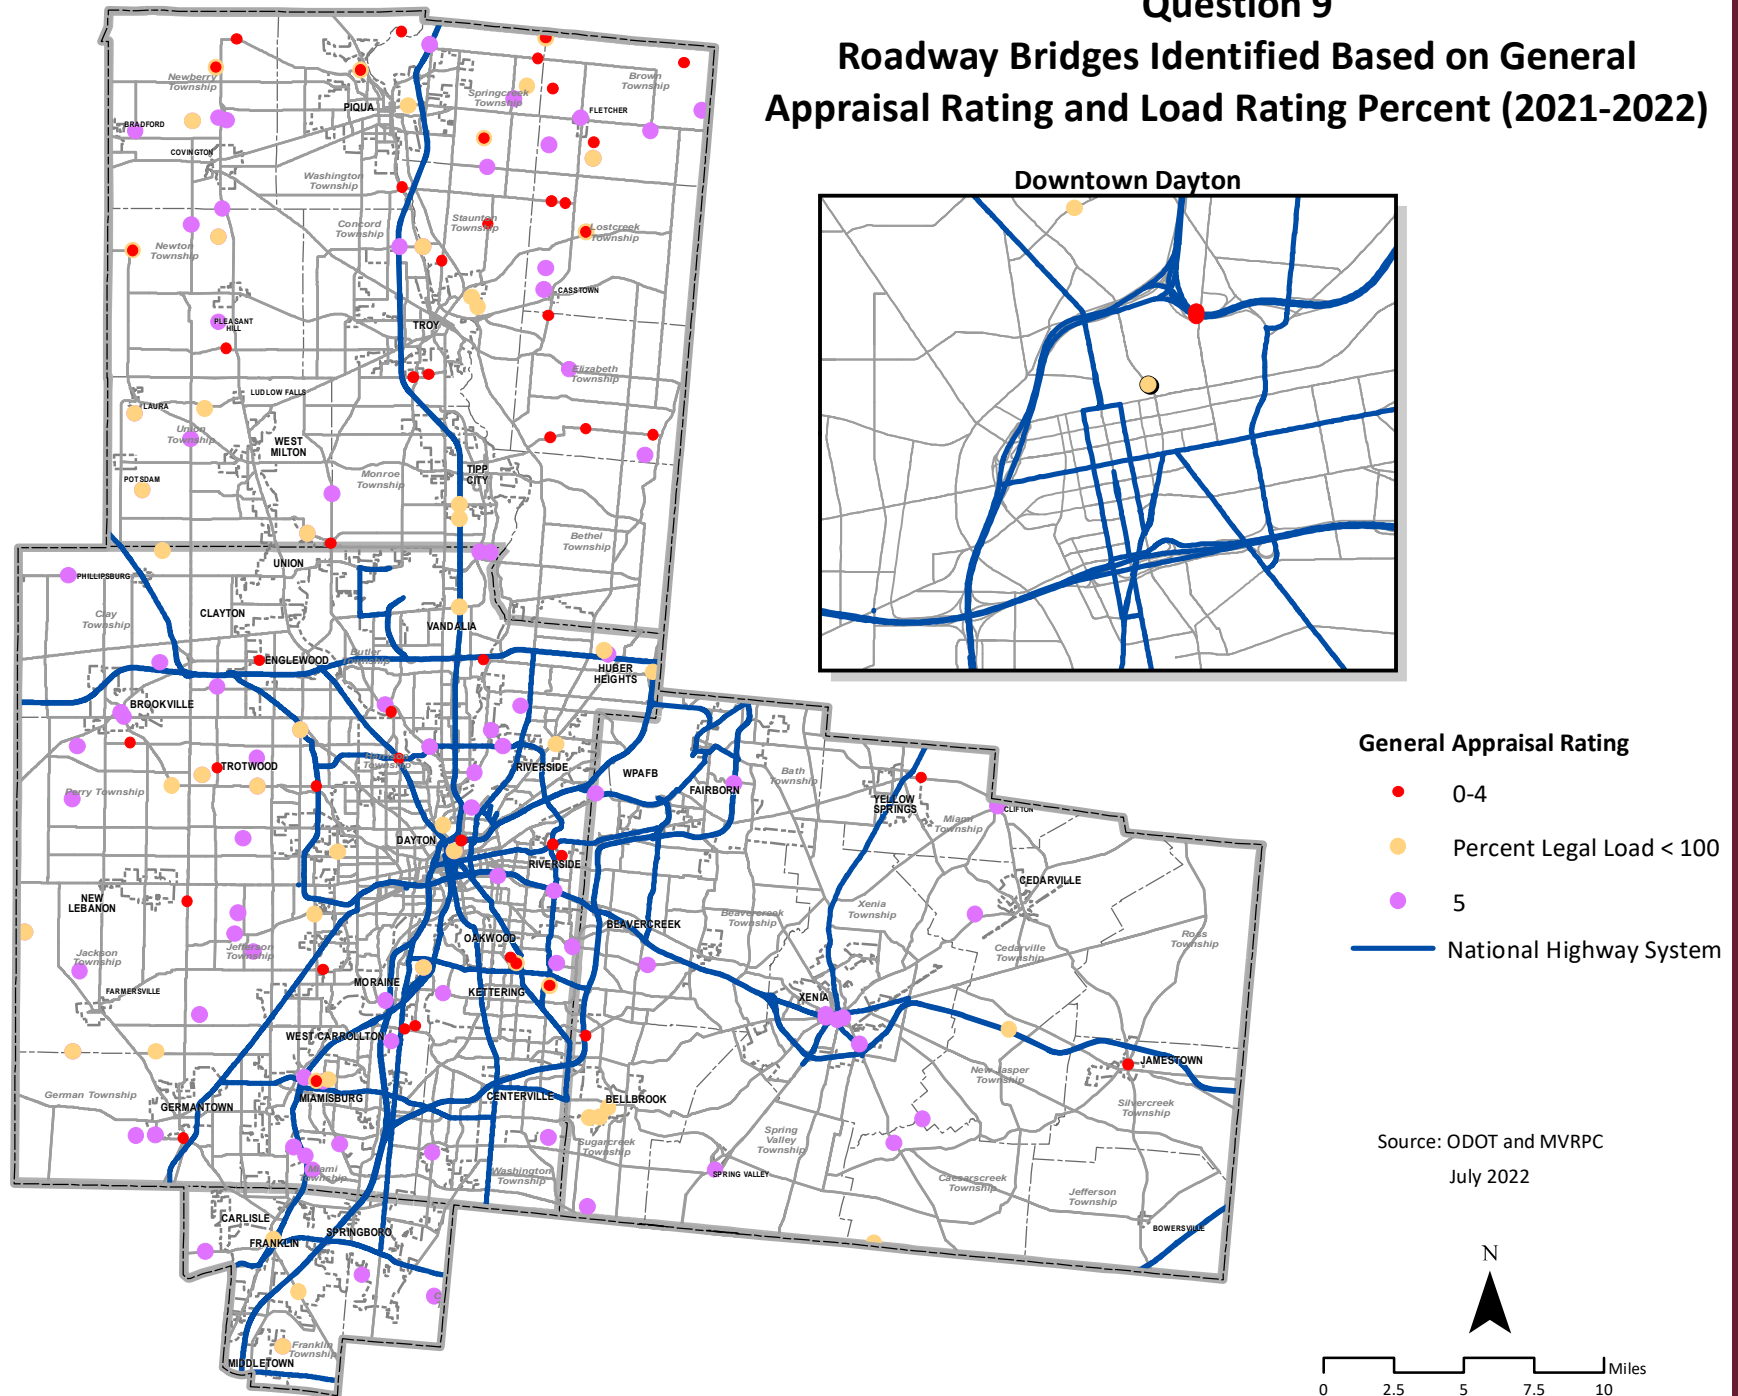 Question 9
Roadway Bridges Identified Based on General
Appraisal Rating and Load Rating Percent (2021-2022)
Downtown Dayton
Newberry
Township
PIQUA
Springcreek
Township
Brown
Township
FLETCHER
BRADFORD
COVINGTON
Washington
Township
Concord
Township
Staunton
Township
Lostcreek
Township
Newton
Township
CASSTOWN
PLEASANT
HILL
TROY
Elizabeth
Township
LUDLOW FALLS
LAURA
Union
Township
WEST
MILTON
Monroe
Township
TIPP
CITY
POTSDAM
Bethel
Township
UNION
PHILLIPSBURG
Clay
Township
CLAYTON
VANDALIA
Butler
Township
ENGLEWOOD
HUBER
HEIGHTS
BROOKVILLE
TROTWOOD
Harrison
Township
RIVERSIDE
WPAFB
FAIRBORN
Bath
Township
YELLOW
SPRINGS
CLIFTON
Miami
Township
Perry Township
DAYTON
RIVERSIDE
CEDARVILLE
NEW
LEBANON
Xenia
Township
Beavercreek
Township
BEAVERCREEK
OAKWOOD
Ross
Township
Cedarville
Township
Jackson
Township
Jefferson
Township
FARMERSVILLE
MORAINE
KETTERING
XENIA
WEST CARROLLTON
JAMESTOWN
New Jasper
Township
German Township
GERMANTOWN
MIAMISBURG
CENTERVILLE
BELLBROOK
Silvercreek
Township
Sugarcreek
Township
Spring
Valley
Township
Miami
Township
Washington
Township
SPRING VALLEY
Caesarscreek
Township
Jefferson
Township
BOWERSVILLE
CARLISLE
SPRINGBORO
FRANKLIN
Franklin
Township
MIDDLETOWN
General Appraisal Rating
0-4
Percent Legal Load < 100
5
National Highway System
Source: ODOT and MVRPC
July 2022
N
Miles
0 2.5 5 7.5 10